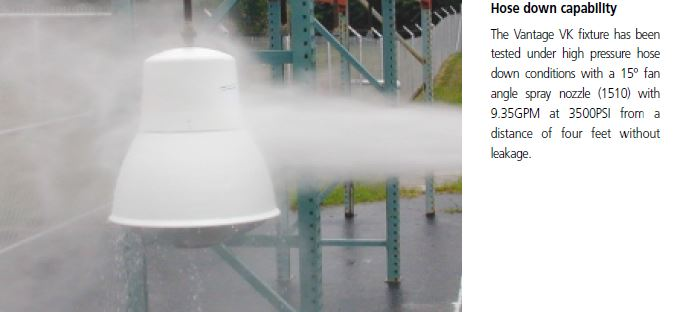 Hose down capability
The Vantage VK fixture has been
tested under high pressure hose
down conditions with a 15º fan
angle spray nozzle (1510) with
9.35GPM at 3500PSI from a
distance of four feet without
leakage.